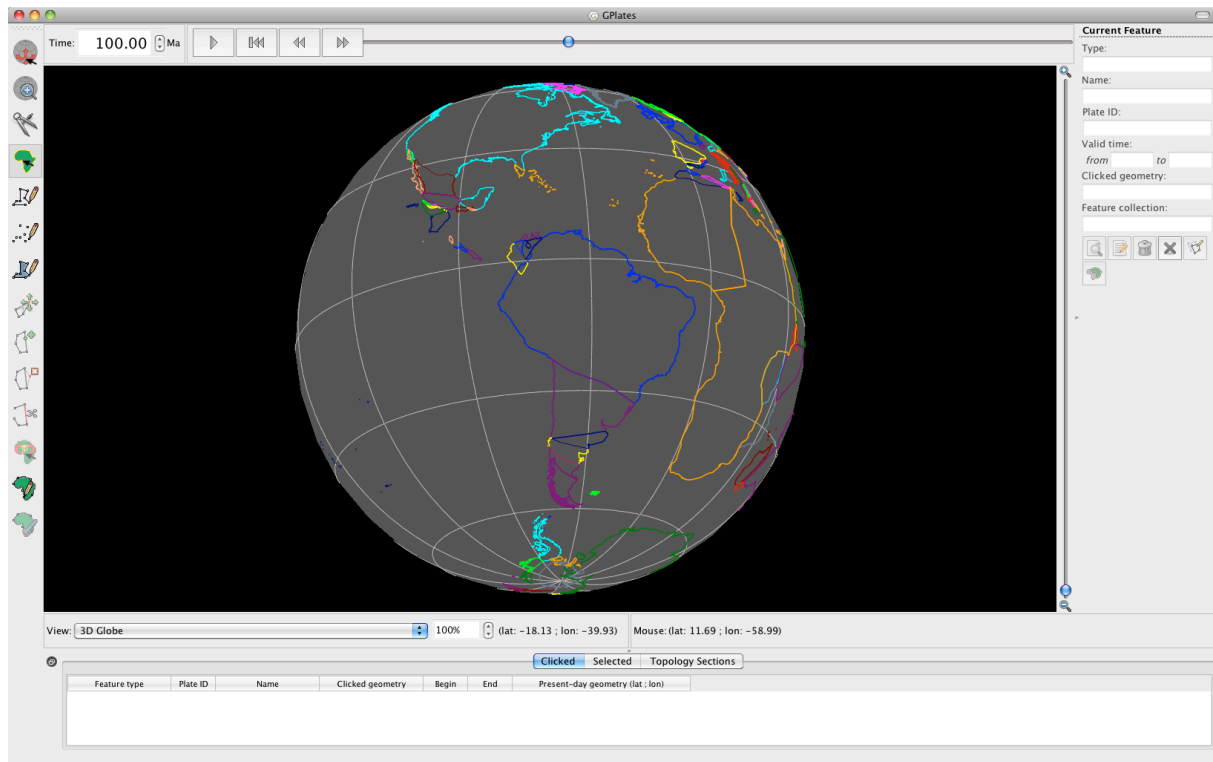 GPlates
Time: 100.00 Ma
Current Feature
Type:
Name:
Plate ID:
Valid time:
from to
Clicked geometry:
Feature collection:
View: 3D Globe 100% (lat: -18.13 ; lon: -39.93) Mouse: (lat: 11.69 ; lon: -58.99)
Clicked Selected Topology Sections
Feature type Plate ID Name Clicked geometry Begin End Present-day geometry (lat ; lon)